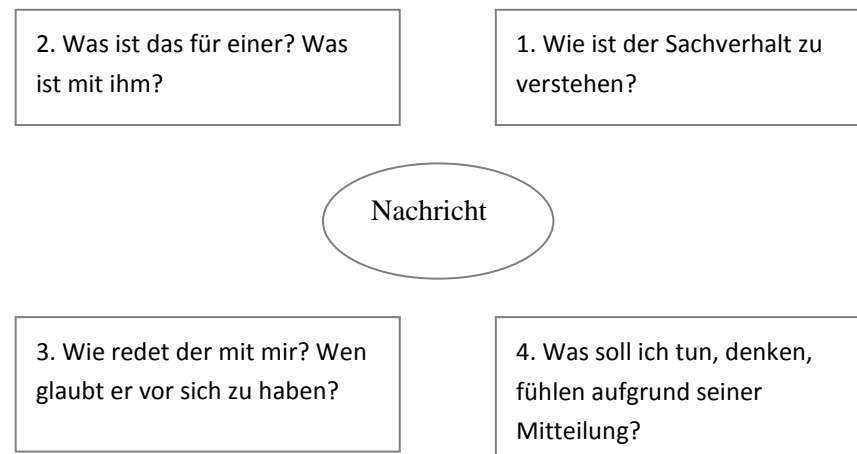 2. Was ist das für einer? Was
ist mit ihm?
1. Wie ist der Sachverhalt zu
verstehen?
Nachricht
3. Wie redet der mit mir? Wen
glaubt er vor sich zu haben?
4. Was soll ich tun, denken,
fühlen aufgrund seiner
Mitteilung?